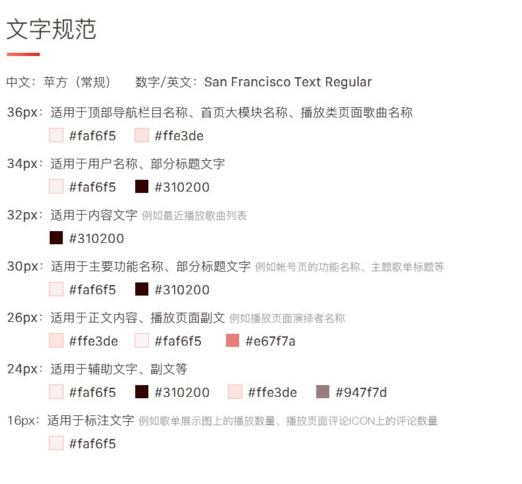 文字规范
中文：苹方（常规） 数字/英文：San Francisco Text Regular
36px：适用于顶部导航栏目名称、首页大模块名称、播放类页面歌曲名称
#faf6f5 #ffe3de
34px：适用于用户名称、部分标题文字
#faf6f5 #310200
32px：适用于内容文字 例如最近播放歌曲列表
#310200
30px：适用于主要功能名称、部分标题文字 例如帐号页的功能名称、主题歌单标题等
#faf6f5 #310200
26px：适用于正文内容、播放页面副文 例如播放页面演绎者名称
#ffe3de #faf6f5 #e67f7a
24px：适用于辅助文字、副文等
#faf6f5 #310200 #ffe3de #947f7d
16px：适用于标注文字 例如歌单展示图上的播放数量、播放页面评论ICON上的评论数量
#faf6f5